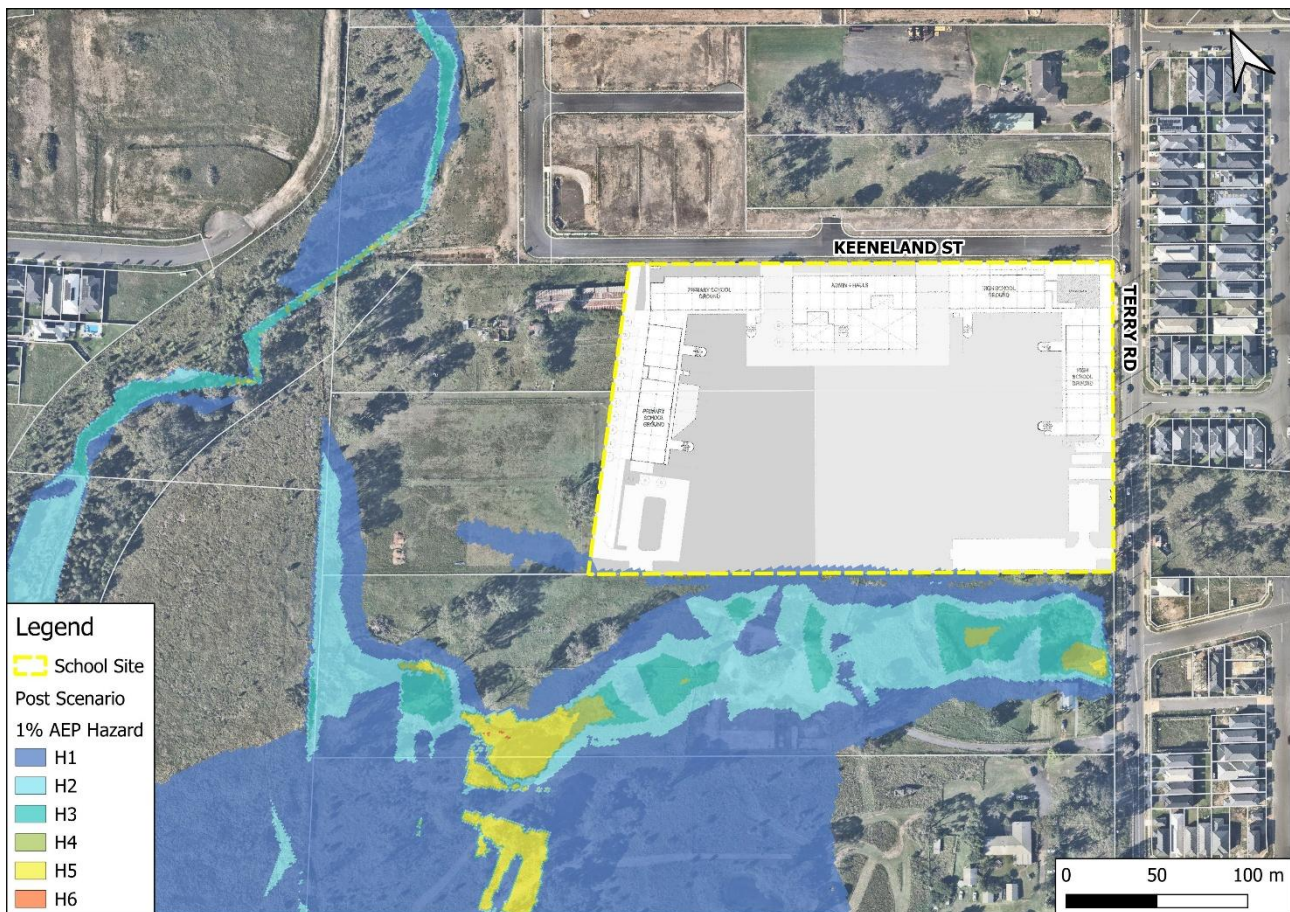 KEENELAND ST
TERRY RD
PRIMARY SCHOOL
GROUND
ADMIN + HALLS
HIGH SCHOOL
GROUND
HIGH
SCHOOL
GROUND
PRIMARY
SCHOOL
GROUND
Legend
School Site
Post Scenario
1% AEP Hazard
H1
H2
H3
H4
H5
H6
0 50 100 m